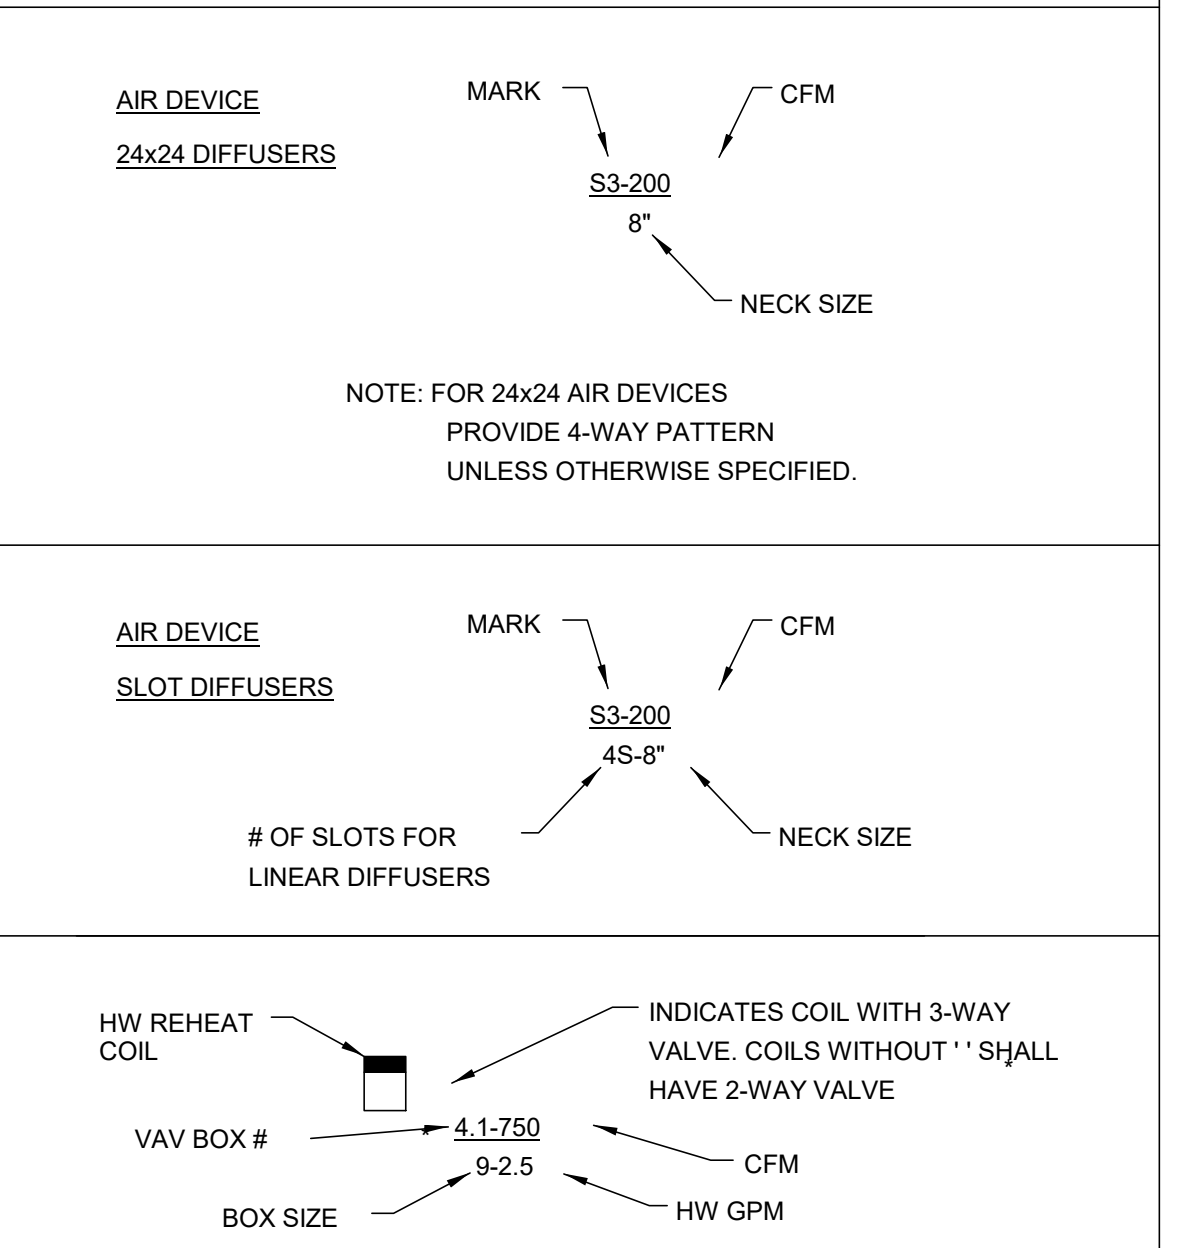 AIR DEVICE
24x24 DIFFUSERS
MARK
CFM
S3-200
8"
NECK SIZE
NOTE: FOR 24x24 AIR DEVICES
PROVIDE 4-WAY PATTERN
UNLESS OTHERWISE SPECIFIED.
AIR DEVICE
SLOT DIFFUSERS
MARK
CFM
S3-200
4S-8"
# OF SLOTS FOR
LINEAR DIFFUSERS
NECK SIZE
HW REHEAT
COIL
INDICATES COIL WITH 3-WAY
VALVE. COILS WITHOUT ' ' SHALL
*
HAVE 2-WAY VALVE
VAV BOX #
* 4.1-750
9-2.5
CFM
BOX SIZE
HW GPM